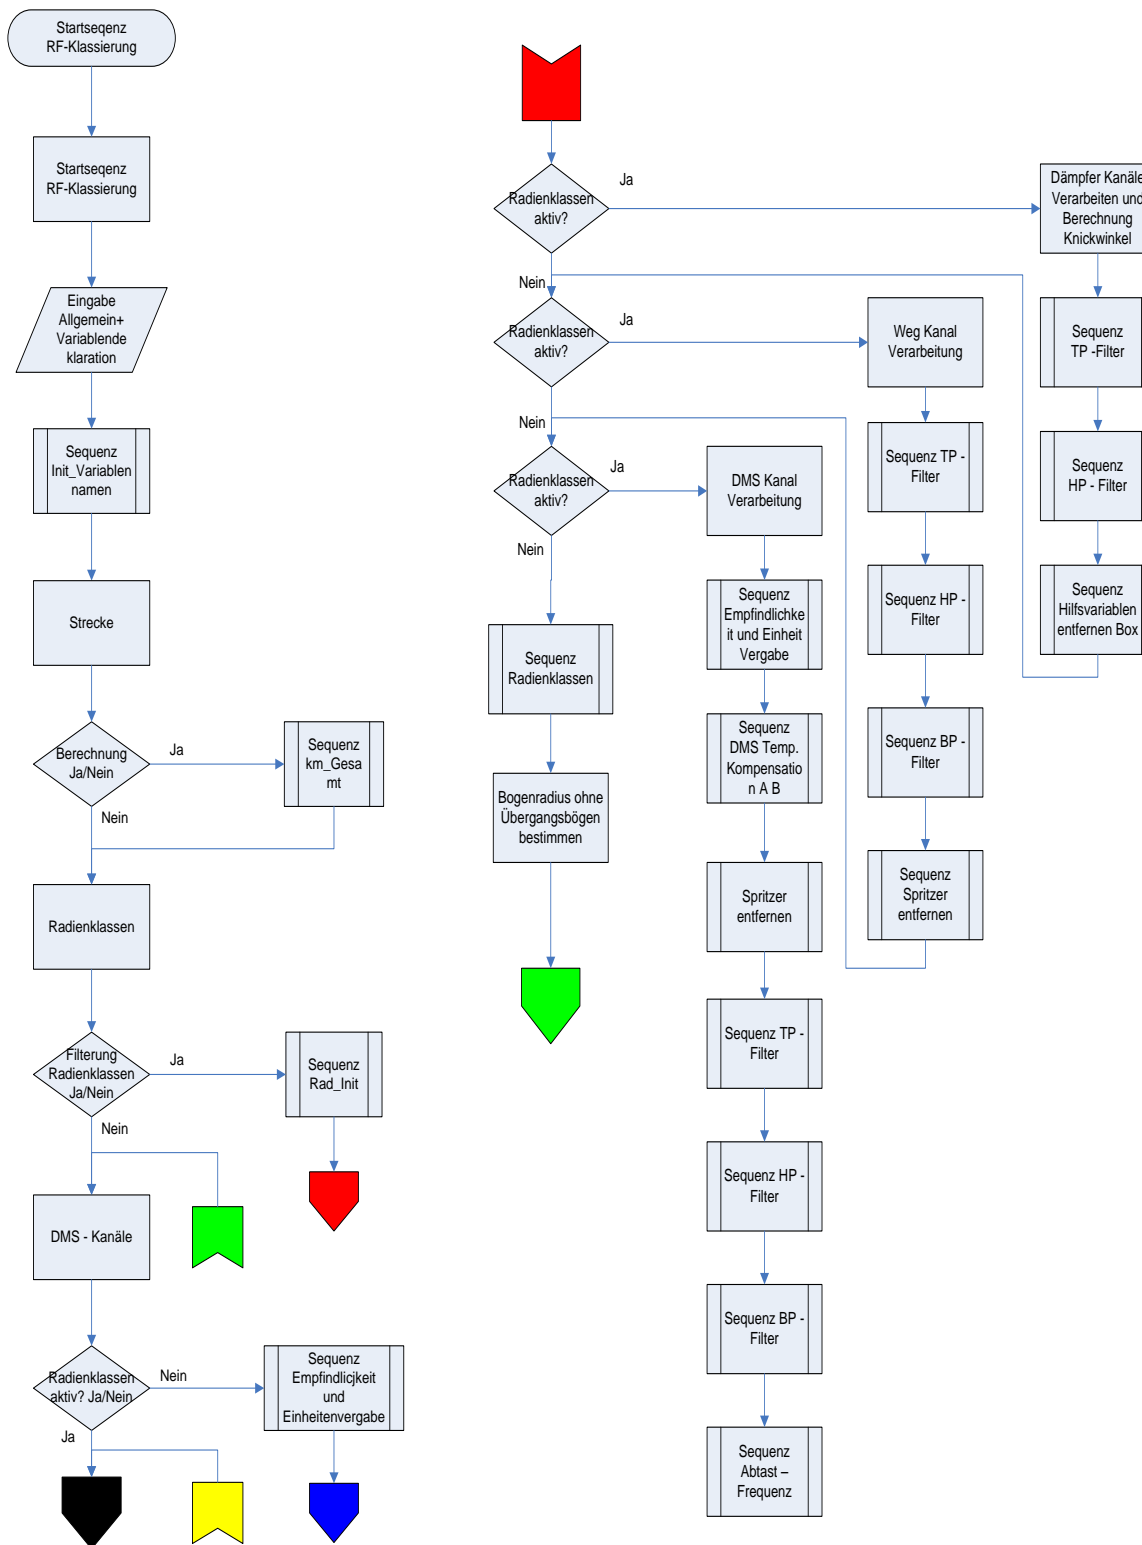 Startseqenz
RF-Klassierung
Startseqenz
RF-Klassierung
Eingabe
Allgemein+
Variablende
klaration
Sequenz
Init_Variablen
namen
Strecke
Berechnung
Ja/Nein
Ja
Sequenz
km_Gesa
mt
Nein
Radienklassen
Filterung
Radienklassen
Ja/Nein
Ja
Sequenz
Rad_Init
Nein
DMS - Kanäle
Radienklassen
aktiv? Ja/Nein
Nein
Sequenz
Empfindlicjkeit
und
Einheitenvergabe
Ja
Radienklassen
aktiv?
Ja
Dämpfer Kanäle
Verarbeiten und
Berechnung
Knickwinkel
Nein
Radienklassen
aktiv?
Ja
Weg Kanal
Verarbeitung
Sequenz
TP -Filter
Nein
Radienklassen
aktiv?
Ja
DMS Kanal
Verarbeitung
Sequenz TP -
Filter
Sequenz
HP - Filter
Nein
Sequenz
Empfindlichke
it und Einheit
Vergabe
Sequenz HP -
Filter
Sequenz
Hilfsvariablen
entfernen Box
Sequenz
Radienklassen
Sequenz
DMS Temp.
Kompensatio
n A B
Sequenz BP -
Filter
Bogenradius ohne
Übergangsbögen
bestimmen
Spritzer
entfernen
Sequenz
Spritzer
entfernen
Sequenz TP -
Filter
Sequenz HP -
Filter
Sequenz BP -
Filter
Sequenz
Abtast –
Frequenz